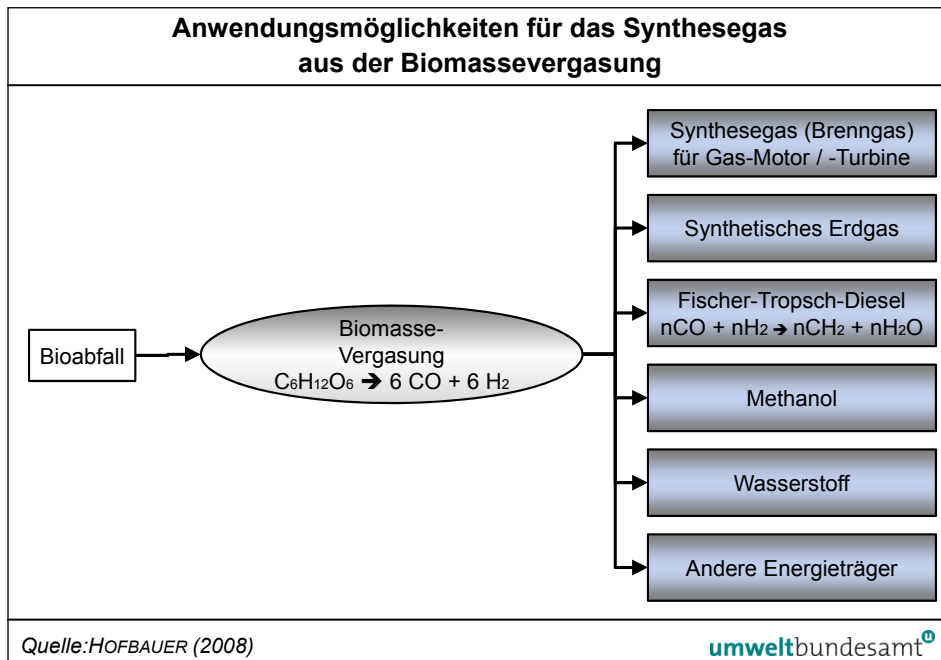 Anwendungsmöglichkeiten für das Synthesegas
aus der Biomassevergasung
Bioabfall
Biomasse-
Vergasung
C₆H₁₂O₆ ➔ 6 CO + 6 H₂
Synthesegas (Brenngas)
für Gas-Motor / -Turbine
Synthetisches Erdgas
Fischer-Tropsch-Diesel
nCO + nH₂ ➔ nCH₂ + nH₂O
Methanol
Wasserstoff
Andere Energieträger
Quelle:HOFBAUER (2008)
umweltbundesamt ᵘ